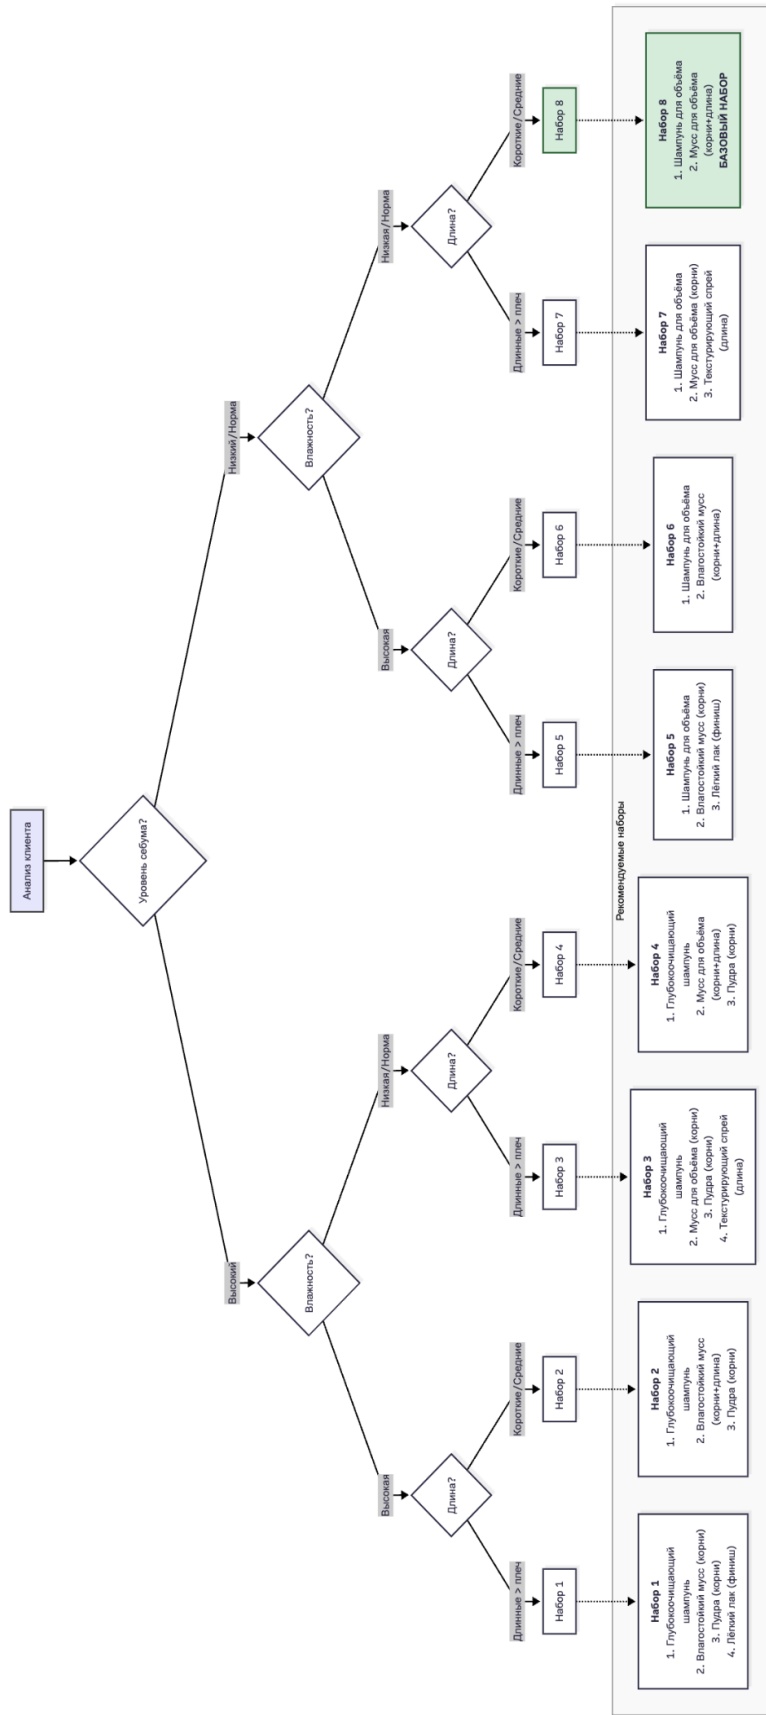 Анализ клиента
Уровень себума?
Высокий
Низкий/Норма
Влажность?
Влажность?
Высокая
Низкая/Норма
Высокая
Низкая/Норма
Длина?
Длина?
Длина?
Длина?
Длинные > плеч
Короткие/Средние
Длинные > плеч
Короткие/Средние
Длинные > плеч
Короткие/Средние
Длинные > плеч
Короткие/Средние
Набор 1
Набор 2
Набор 3
Набор 4
Набор 5
Набор 6
Набор 7
Набор 8
Рекомендуемые наборы
Набор 1
1. Глубокоочищающий
шампунь
2. Влагостойкий мусс (корни)
3. Пудра (корни)
4. Лёгкий лак (финиш)
Набор 2
1. Глубокоочищающий
шампунь
2. Влагостойкий мусс
(корни+длина)
3. Пудра (корни)
Набор 3
1. Глубокоочищающий
шампунь
2. Мусс для объёма (корни)
3. Пудра (корни)
4. Текстурирующий спрей
(длина)
Набор 4
1. Глубокоочищающий
шампунь
2. Мусс для объёма
(корни+длина)
3. Пудра (корни)
Набор 5
1. Шампунь для объёма
2. Влагостойкий мусс (корни)
3. Лёгкий лак (финиш)
Набор 6
1. Шампунь для объёма
2. Влагостойкий мусс
(корни+длина)
Набор 7
1. Шампунь для объёма
2. Мусс для объёма (корни)
3. Текстурирующий спрей
(длина)
Набор 8
1. Шампунь для объёма
2. Мусс для объёма
(корни+длина)
БАЗОВЫЙ НАБОР